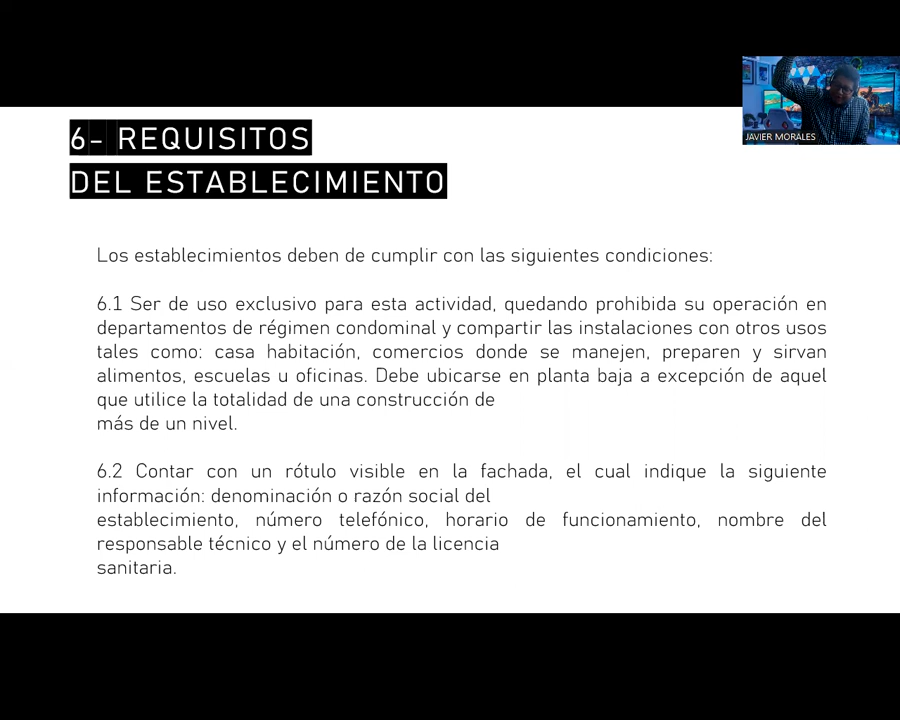 6- REQUISITOS
DEL ESTABLECIMIENTO
JAVIER MORALES
Los establecimientos deben de cumplir con las siguientes condiciones:
6.1 Ser de uso exclusivo para esta actividad, quedando prohibida su operación en
departamentos de régimen condominal y compartir las instalaciones con otros usos
tales como: casa habitación, comercios donde se manejen, preparen y sirvan
alimentos, escuelas u oficinas. Debe ubicarse en planta baja a excepción de aquel
que utilice la totalidad de una construcción de
más de un nivel.
6.2 Contar con un rótulo visible en la fachada, el cual indique la siguiente
información: denominación o razón social del
establecimiento, número telefónico, horario de funcionamiento, nombre del
responsable técnico y el número de la licencia
sanitaria.